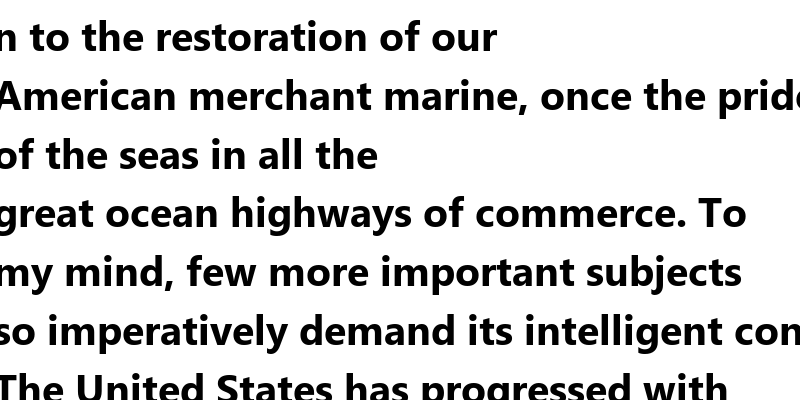 n to the restoration of our
American merchant marine, once the prid
of the seas in all the
great ocean highways of commerce. To
my mind, few more important subjects
so imperatively demand its intelligent con
The United States has progressed with